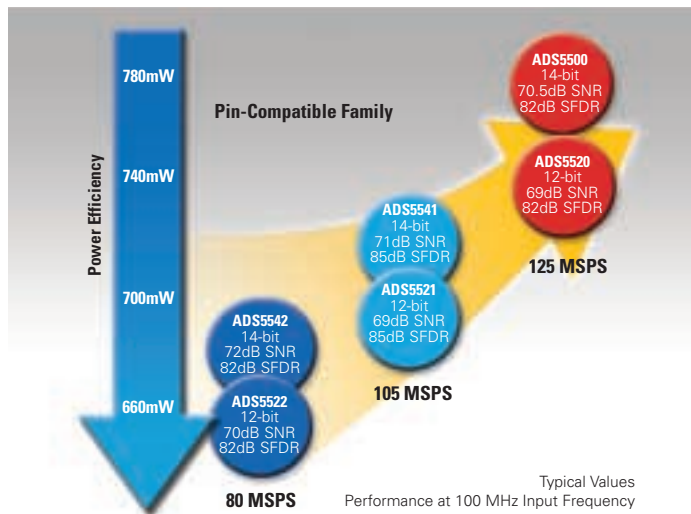 780mW
Pin-Compatible Family
Power Efficiency
740mW
700mW
660mW
ADS5500
14-bit
70.5dB SNR
82dB SFDR
ADS5520
12-bit
69dB SNR
82dB SFDR
125 MSPS
ADS5541
14-bit
71dB SNR
85dB SFDR
ADS5521
12-bit
69dB SNR
85dB SFDR
105 MSPS
ADS5542
14-bit
72dB SNR
82dB SFDR
ADS5522
12-bit
70dB SNR
82dB SFDR
80 MSPS
Typical Values
Performance at 100 MHz Input Frequency